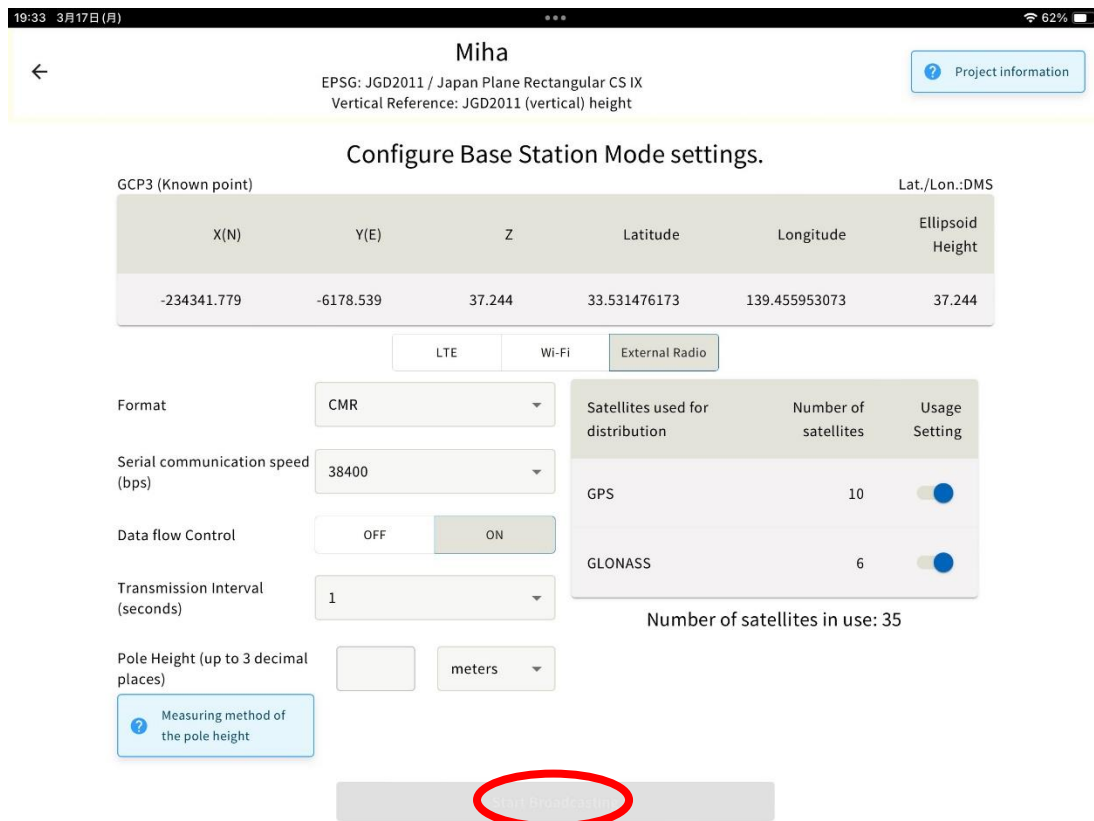 19:33 3月17日(月)
62%
Miha
EPSG: JGD2011 / Japan Plane Rectangular CS IX
Vertical Reference: JGD2011 (vertical) height
Project information
Configure Base Station Mode settings.
GCP3 (Known point)
Lat./Lon.:DMS
X(N) Y(E) Z Latitude Longitude Ellipsoid
Height
-234341.779 -6178.539 37.244 33.531476173 139.455953073 37.244
LTE Wi-Fi External Radio
Format CMR
Serial communication speed
(bps)
38400
Data flow Control OFF ON
Transmission Interval
(seconds)
1
Pole Height (up to 3 decimal
places)
meters
Measuring method of
the pole height
Satellites used for
distribution
Number of
satellites
Usage
Setting
GPS 10
GLONASS 6
Number of satellites in use: 35
Start Broadcasting